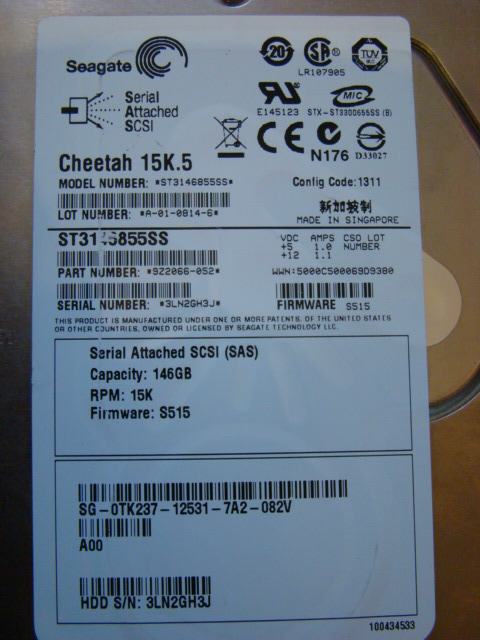 Seagate
20
SA
TUV
LR107905
Serial
Attached
SCSI
MIC
E145123 STX-ST3300655SS (B)
CE
N176 D33027
Cheetah 15K.5
MODEL NUMBER: *ST3146855SS*
Config Code:1311
LOT NUMBER: *A-01-0814-6*
新加坡制
MADE IN SINGAPORE
ST3146855SS
VDC AMPS CSO LOT
+5 1.0 NUMBER
+12 1.1
PART NUMBER: *9Z2066-052*
WWN:5000C500069D9380
SERIAL NUMBER: *3LN2GH3J*
FIRMWARE S515
THIS PRODUCT IS MANUFACTURED UNDER ONE OR MORE PATENTS. OF THE UNITED STATES
OR OTHER COUNTRIES, OWNED OR LICENSED BY SEAGATE TECHNOLOGY LLC.
Serial Attached SCSI (SAS)
Capacity: 146GB
RPM: 15K
Firmware: S515
SG-0TK237-12531-7A2-082V
A00
HDD S/N: 3LN2GH3J
100434533